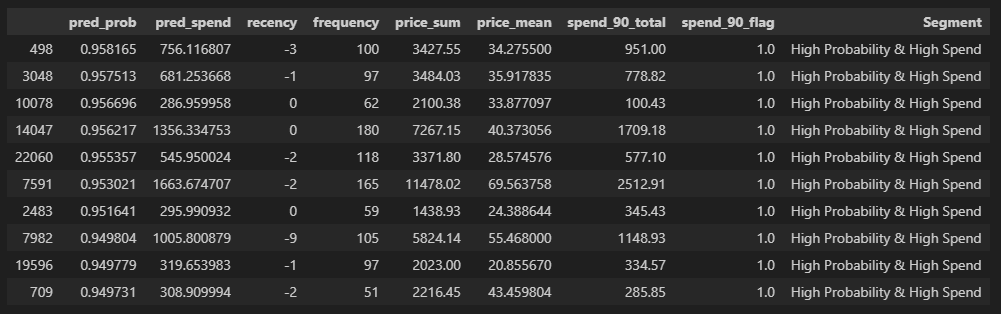 pred_prob pred_spend recency frequency price_sum price_mean spend_90_total spend_90_flag Segment
498 0.958165 756.116807 -3 100 3427.55 34.275500 951.00 1.0 High Probability & High Spend
3048 0.957513 681.253668 -1 97 3484.03 35.917835 778.82 1.0 High Probability & High Spend
10078 0.956696 286.959958 0 62 2100.38 33.877097 100.43 1.0 High Probability & High Spend
14047 0.956217 1356.334753 0 180 7267.15 40.373056 1709.18 1.0 High Probability & High Spend
22060 0.955357 545.950024 -2 118 3371.80 28.574576 577.10 1.0 High Probability & High Spend
7591 0.953021 1663.674707 -2 165 11478.02 69.563758 2512.91 1.0 High Probability & High Spend
2483 0.951641 295.990932 0 59 1438.93 24.388644 345.43 1.0 High Probability & High Spend
7982 0.949804 1005.800879 -9 105 5824.14 55.468000 1148.93 1.0 High Probability & High Spend
19596 0.949779 319.653983 -1 97 2023.00 20.855670 334.57 1.0 High Probability & High Spend
709 0.949731 308.909994 -2 51 2216.45 43.459804 285.85 1.0 High Probability & High Spend